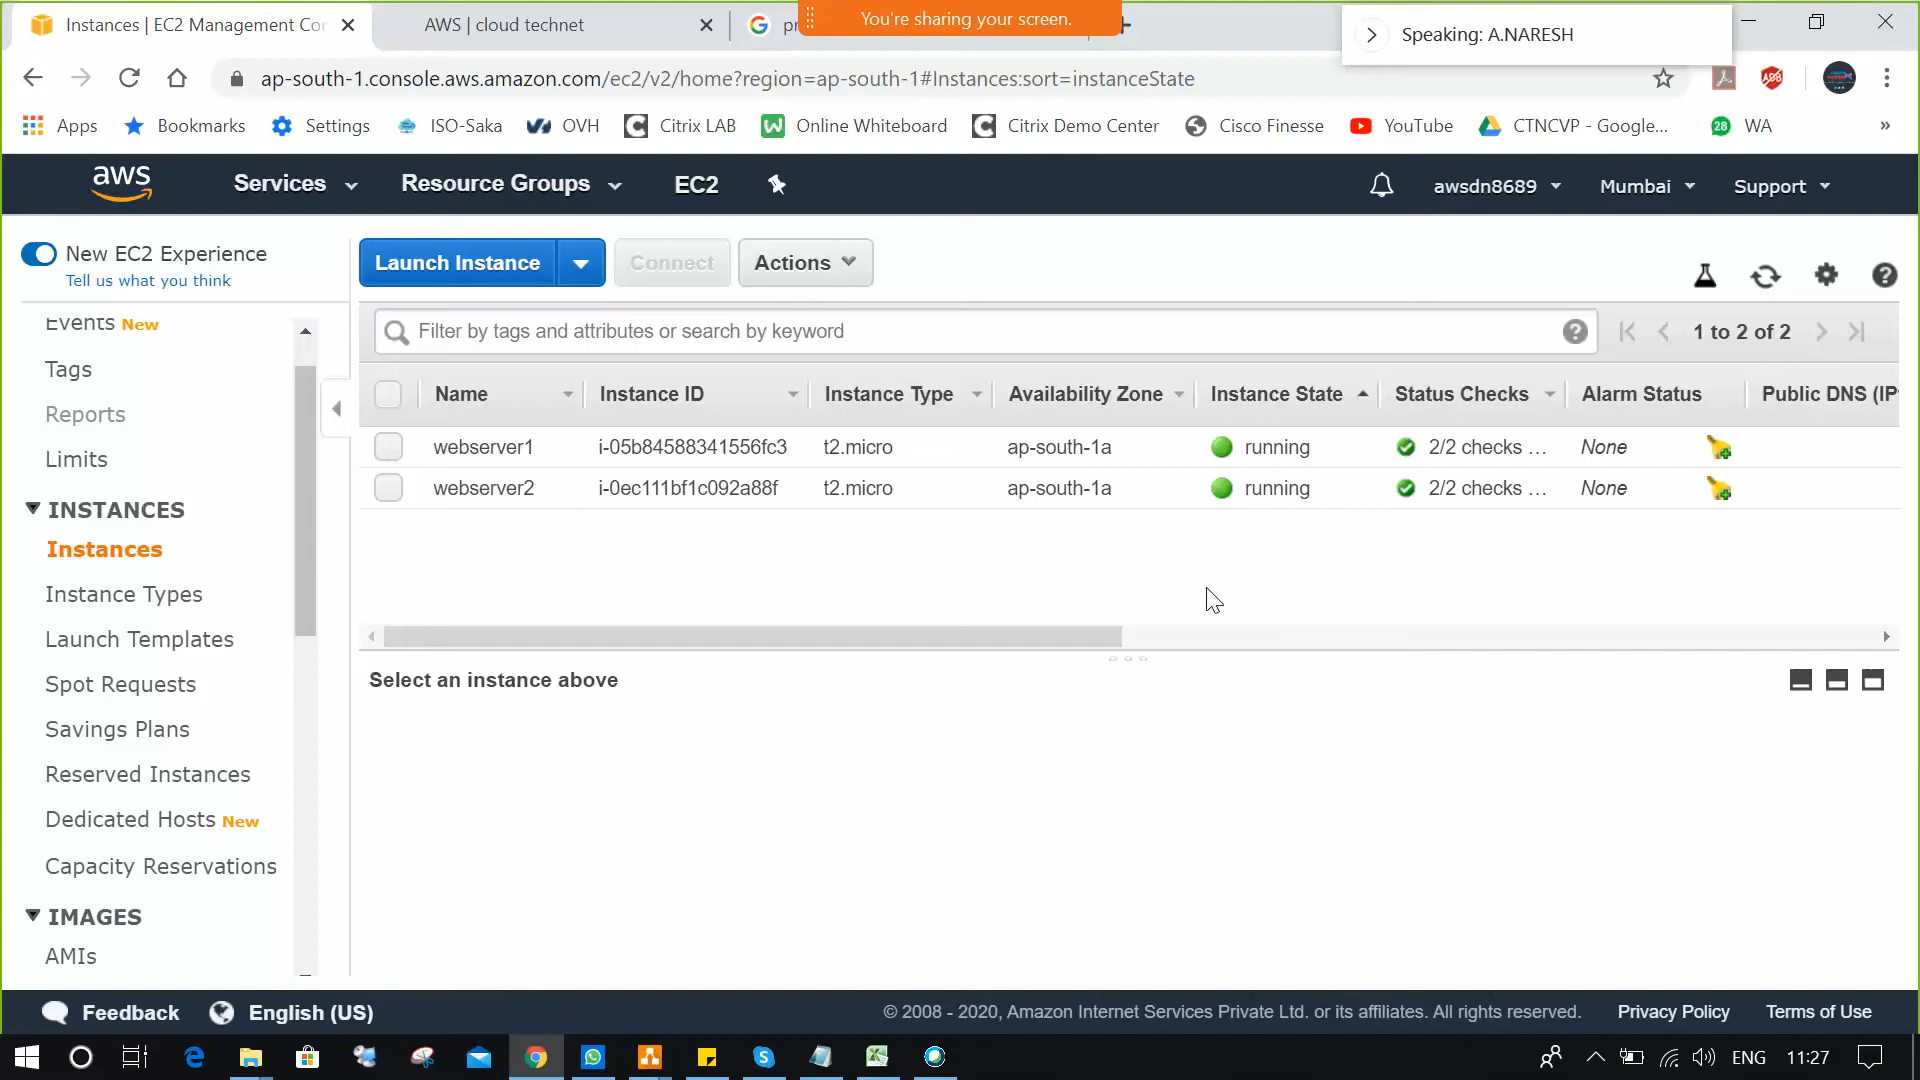 Instances | EC2 Management Con
AWS | cloud technet
You're sharing your screen.
Speaking: A.NARESH
ap-south-1.console.aws.amazon.com/ec2/v2/home?region=ap-south-1#Instances:sort=instanceState
Apps Bookmarks Settings ISO-Saka OVH Citrix LAB Online Whiteboard Citrix Demo Center Cisco Finesse YouTube CTNCVP - Google... 28 WA »
aws Services Resource Groups EC2 awsdn8689 Mumbai Support
New EC2 Experience
Tell us what you think
Launch Instance Connect Actions
Filter by tags and attributes or search by keyword
1 to 2 of 2
Name Instance ID Instance Type Availability Zone Instance State Status Checks Alarm Status Public DNS (IP
webserver1 i-05b84588341556fc3 t2.micro ap-south-1a running 2/2 checks ... None
webserver2 i-0ec111bf1c092a88f t2.micro ap-south-1a running 2/2 checks ... None
Select an instance above
Events New
Tags
Reports
Limits
INSTANCES
Instances
Instance Types
Launch Templates
Spot Requests
Savings Plans
Reserved Instances
Dedicated Hosts New
Capacity Reservations
IMAGES
AMIs
Feedback English (US) © 2008 - 2020, Amazon Internet Services Private Ltd. or its affiliates. All rights reserved. Privacy Policy Terms of Use
ENG 11:27